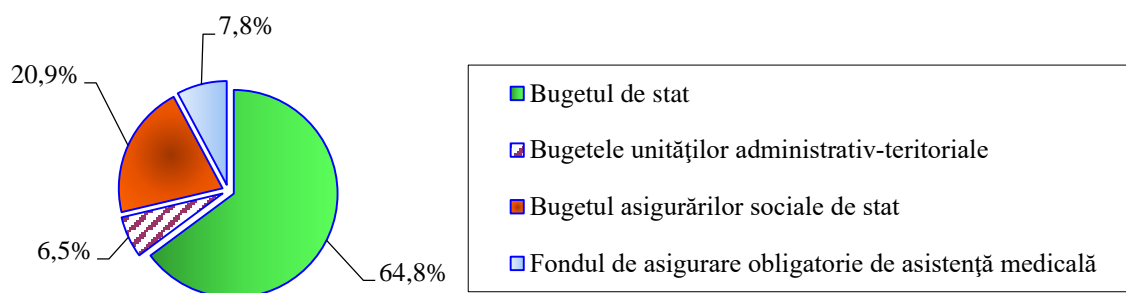 7,8%
20,9%
6,5%
64,8%
Bugetul de stat
Bugetele unităţilor administrativ-teritoriale
Bugetul asigurărilor sociale de stat
Fondul de asigurare obligatorie de asistenţă medicală